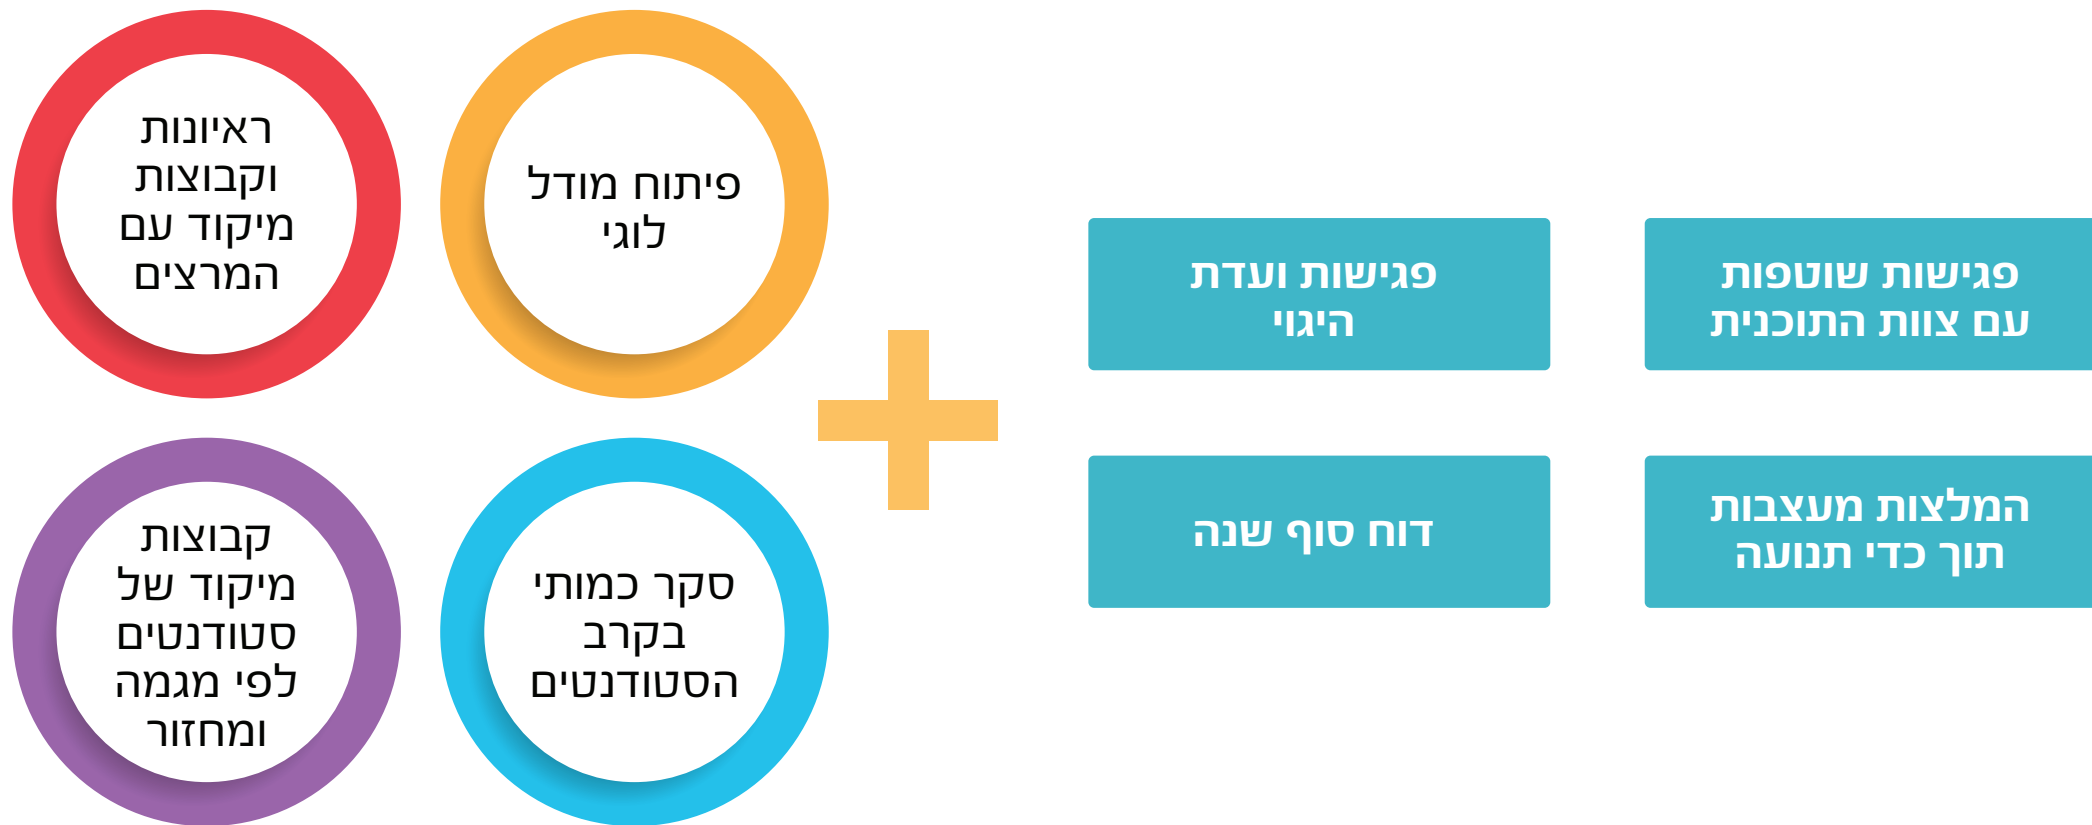 פגישות שוטפות
עם צוות התוכנית
פגישות ועדת
היגוי
המלצות מעצבות
תוך כדי תנועה
דוח סוף שנה
פיתוח מודל
לוגי
ראיונות
וקבוצות
מיקוד עם
המרצים
סקר כמותי
בקרב
הסטודנטים
קבוצות
מיקוד של
סטודנטים
לפי מגמה
ומחזור